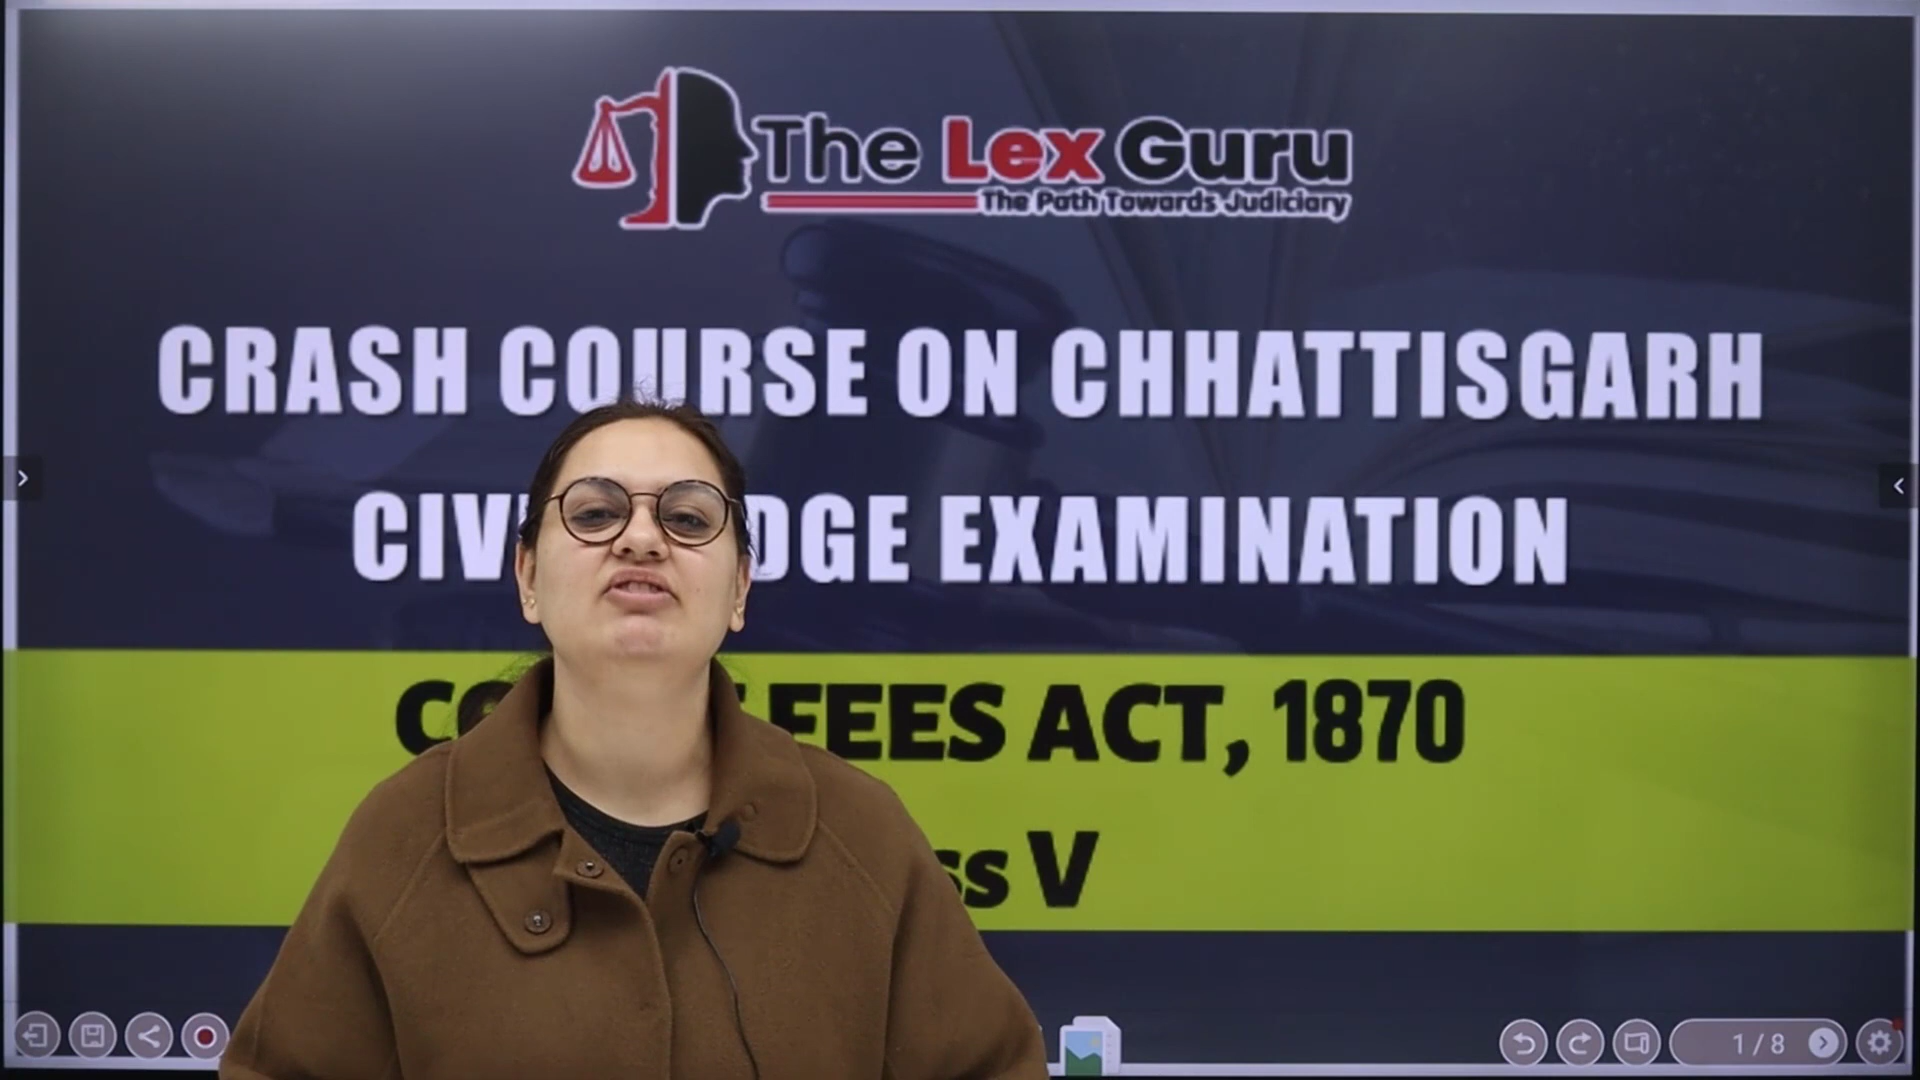 The Lex Guru
The Path Towards Judiciary
CRASH COURSE ON CHHATTISGARH
CIV DGE EXAMINATION
FEES ACT, 1870
ss V
1 / 8